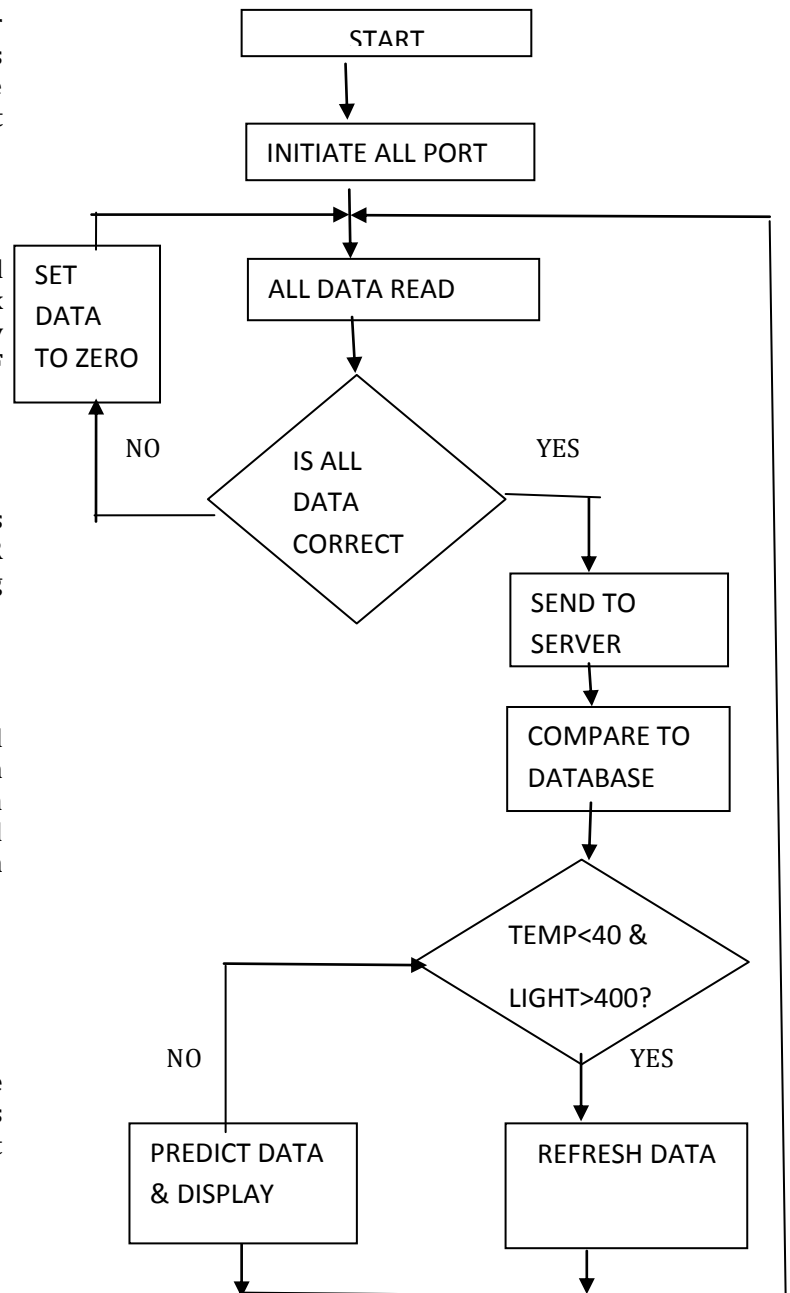 START
INITIATE ALL PORT
SET
DATA
TO ZERO
ALL DATA READ
NO
YES
IS ALL
DATA
CORRECT
SEND TO
SERVER
COMPARE TO
DATABASE
TEMP<40 &
LIGHT>400?
NO
YES
PREDICT DATA
& DISPLAY
REFRESH DATA